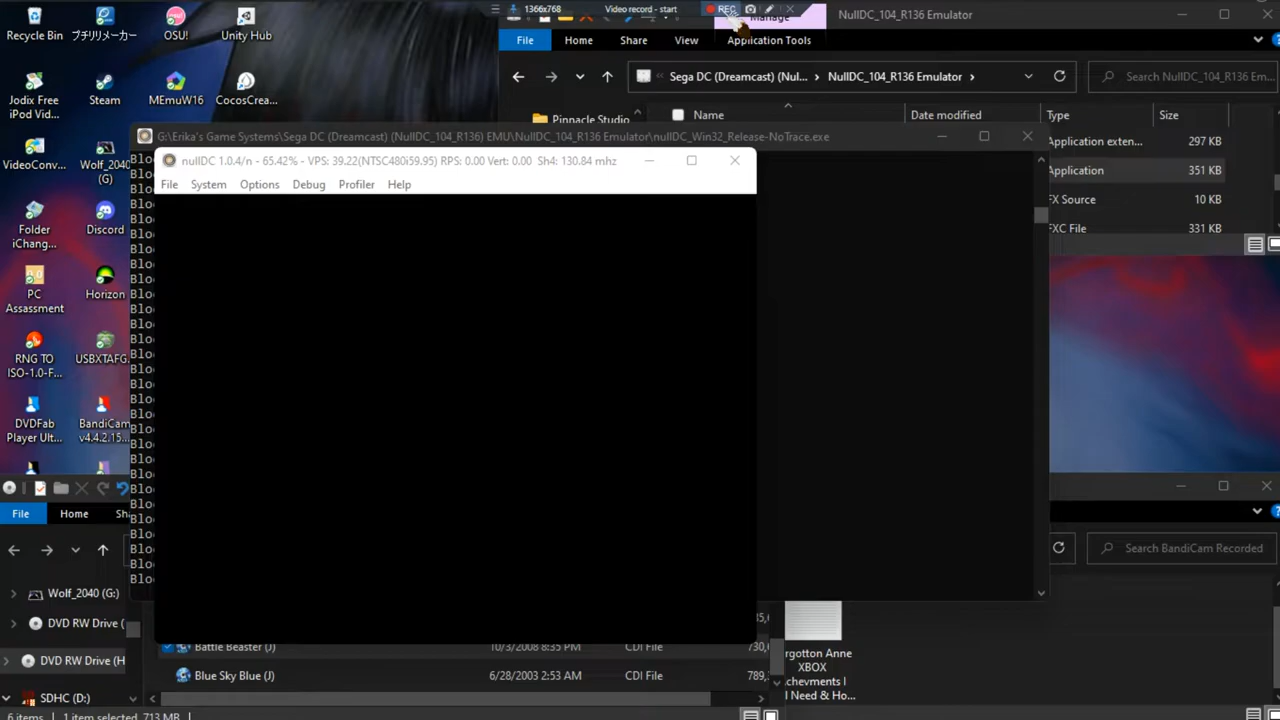 1366x768
Video record - start
REC
Manage
NullDC_104_R136 Emulator
File
Home
Share
View
Application Tools
Sega DC (Dreamcast) (Nul...
NullDC_104_R136 Emulator
Search NullDC_104_R136 Em...
Pinnacle Studio
Name
Date modified
Type
Size
Application exten...
297 KB
Application
351 KB
FX Source
10 KB
FXC File
331 KB
Recycle Bin
プチリメーカー
OSU!
Unity Hub
Jodix Free iPod Vid...
Steam
MEmuW16
CocosCrea...
VideoConv...
Wolf_2040 (G)
Folder iChang...
Discord
PC Assassment
Horizon
RNG TO ISO-1.0-F...
USBXTAFG...
DVDFab Player Ult...
BandiCam v4.4.2.15...
G:\Erika's Game Systems\Sega DC (Dreamcast) (NullDC_104_R136) EMU\NullDC_104_R136 Emulator\nullDC_Win32_Release-NoTrace.exe
nullDC 1.0.4/n - 65.42% - VPS: 39.22(NTSC480i59.95) RPS: 0.00 Vert: 0.00 Sh4: 130.84 mhz
File
System
Options
Debug
Profiler
Help
File
Home
Wolf_2040 (G:)
DVD RW Drive (
DVD RW Drive (H
SDHC (D:)
Battle Beaster (J)
10/3/2008 8:35 PM
CDI File
730,
Blue Sky Blue (J)
6/28/2003 2:53 AM
CDI File
789,
6 items
1 item selected 713 MB
Search BandiCam Recorded
rgotton Anne
XBOX
chevments I
Need & Ho...